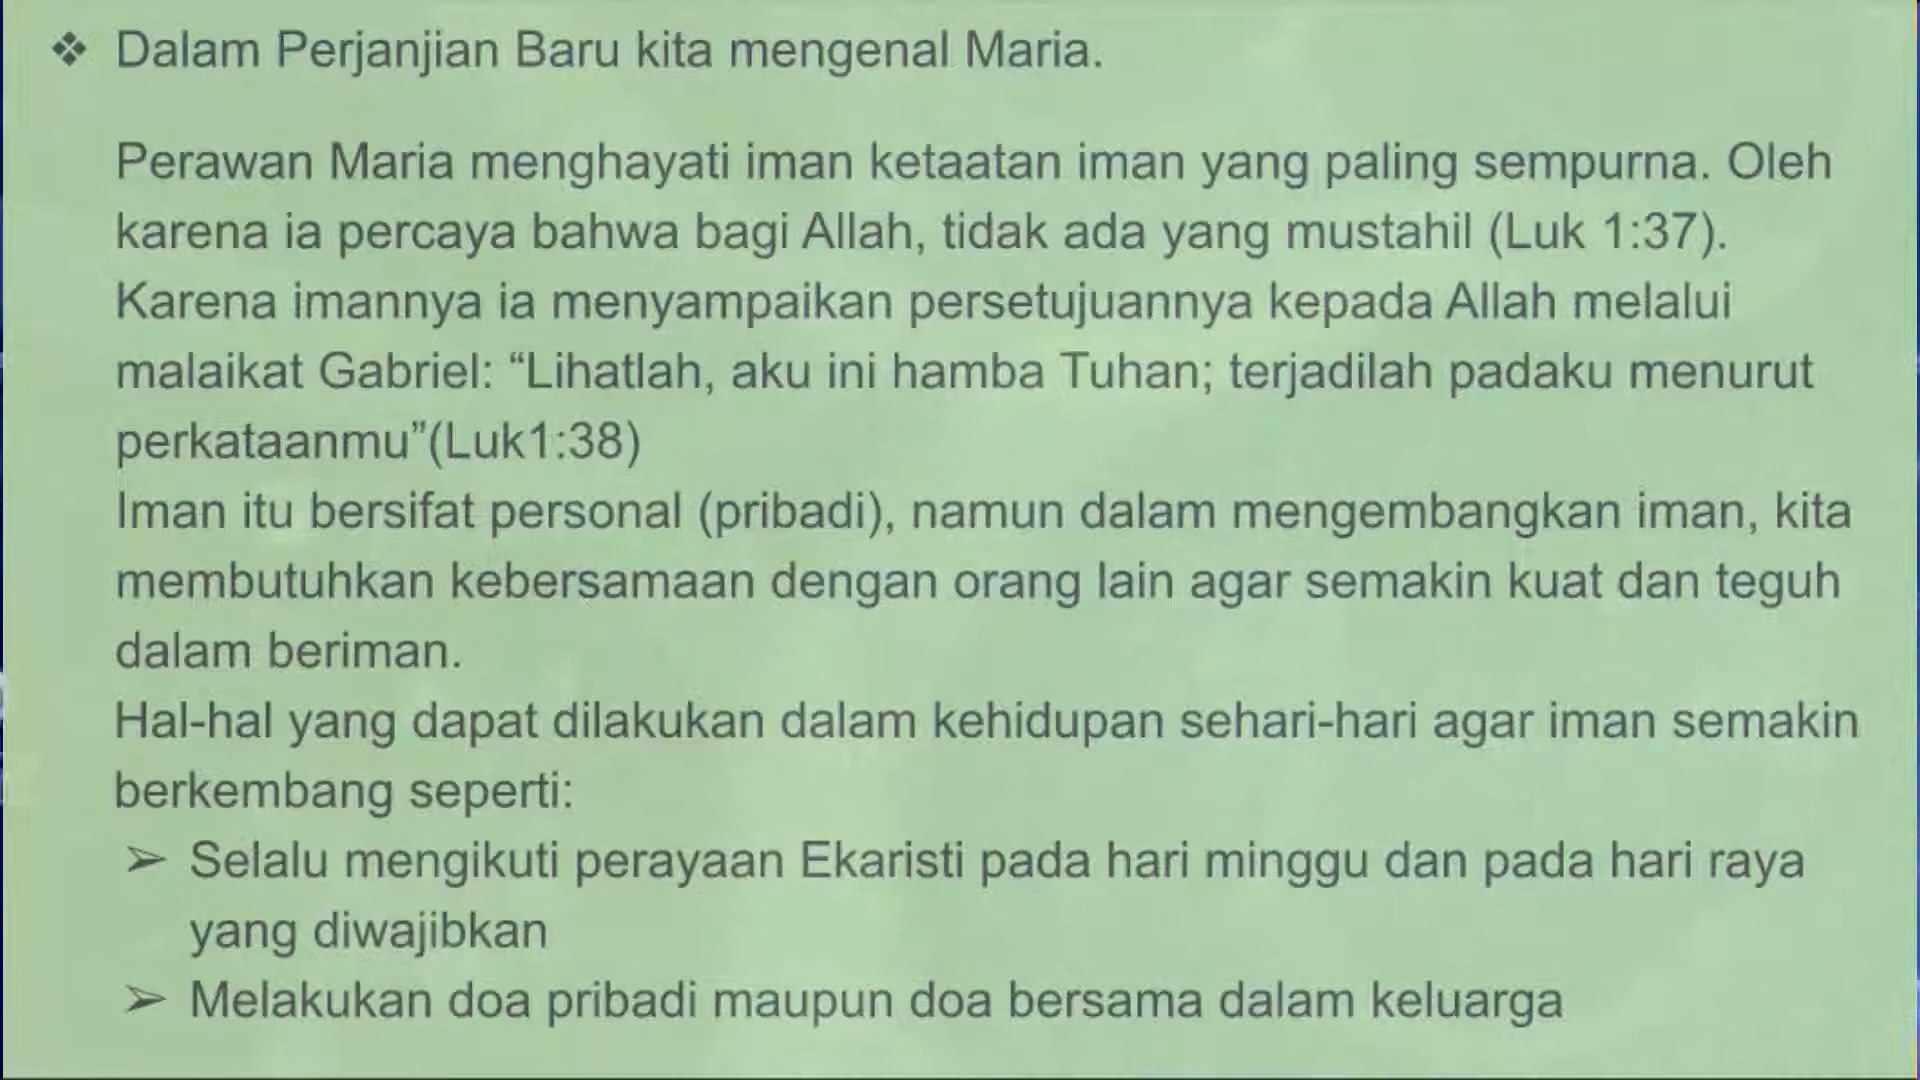 ❖ Dalam Perjanjian Baru kita mengenal Maria.
Perawan Maria menghayati iman ketaatan iman yang paling sempurna. Oleh
karena ia percaya bahwa bagi Allah, tidak ada yang mustahil (Luk 1:37).
Karena imannya ia menyampaikan persetujuannya kepada Allah melalui
malaikat Gabriel: “Lihatlah, aku ini hamba Tuhan; terjadilah padaku menurut
perkataanmu”(Luk1:38)
Iman itu bersifat personal (pribadi), namun dalam mengembangkan iman, kita
membutuhkan kebersamaan dengan orang lain agar semakin kuat dan teguh
dalam beriman.
Hal-hal yang dapat dilakukan dalam kehidupan sehari-hari agar iman semakin
berkembang seperti:
➢ Selalu mengikuti perayaan Ekaristi pada hari minggu dan pada hari raya
yang diwajibkan
➢ Melakukan doa pribadi maupun doa bersama dalam keluarga